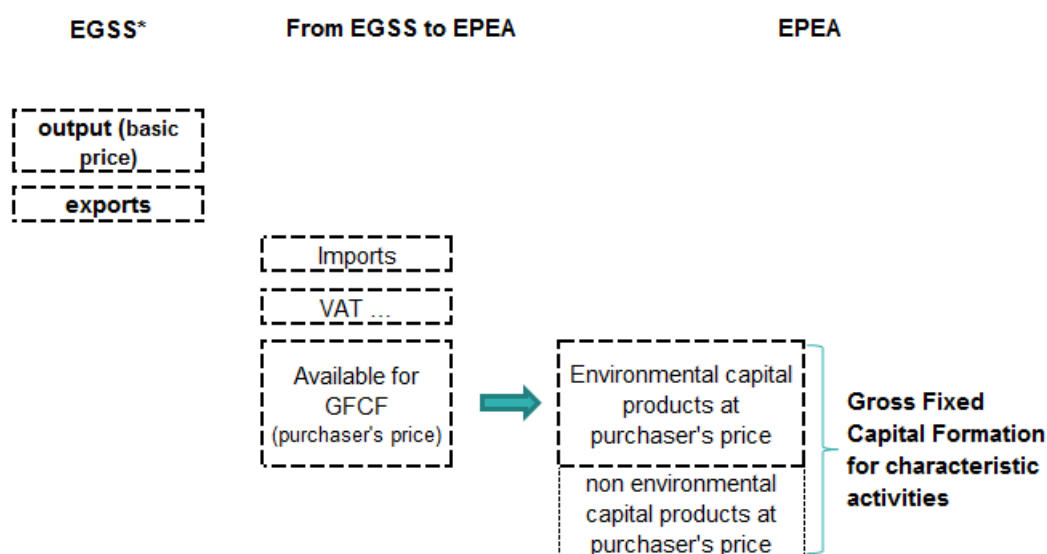 EGSS*
From EGSS to EPEA
EPEA
output (basic
price)
exports
Imports
VAT ...
Available for
GFCF
(purchaser's price)
Environmental capital
products at
purchaser's price
non environmental
capital products at
purchaser's price
Gross Fixed
Capital Formation
for characteristic
activities